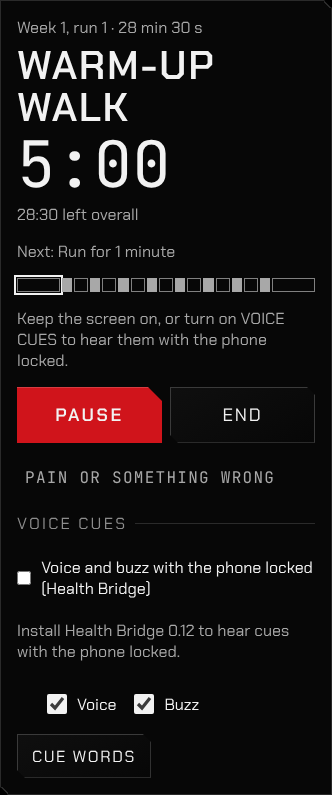 Week 1, run 1 · 28 min 30 s
WARM-UP
WALK
5:00
28:30 left overall
Next: Run for 1 minute
Keep the screen on, or turn on VOICE
CUES to hear them with the phone
locked.
PAUSE
END
PAIN OR SOMETHING WRONG
VOICE CUES
Voice and buzz with the phone locked
(Health Bridge)
Install Health Bridge 0.12 to hear cues
with the phone locked.
Voice
Buzz
CUE WORDS